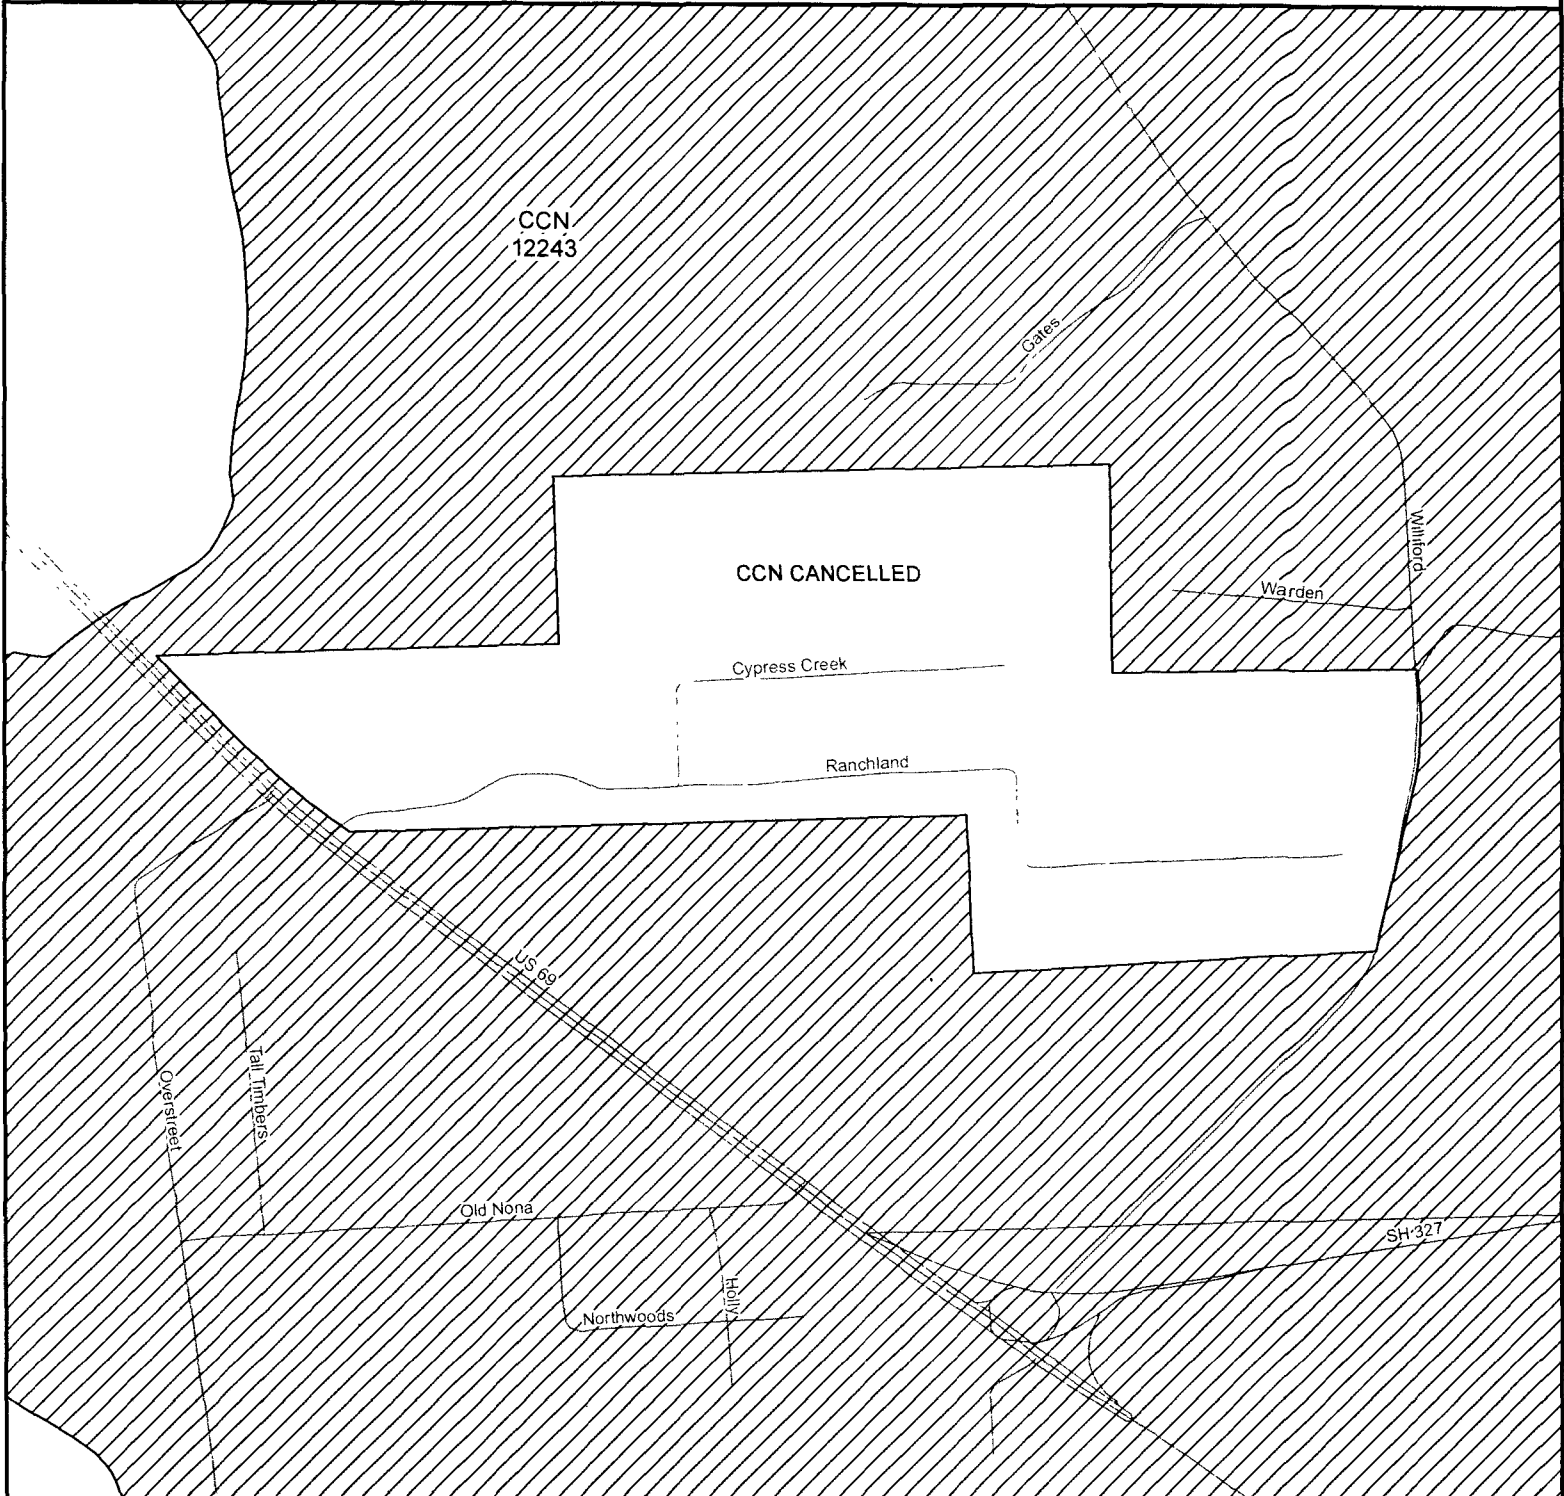 CCN
12243
Gates
Williford
CCN CANCELLED
Warden
Cypress Creek
Ranchland
US 69
Tall Timbers
Overstreet
Old Nona
SH 327
Holly
Northwoods